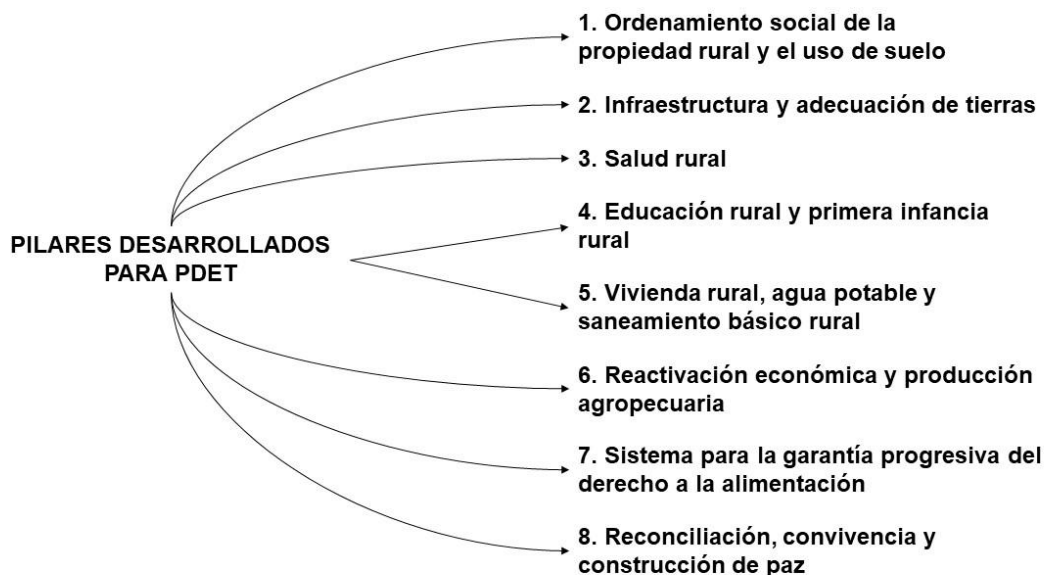 1. Ordenamiento social de la
propiedad rural y el uso de suelo
2. Infraestructura y adecuación de tierras
3. Salud rural
4. Educación rural y primera infancia
rural
PILARES DESARROLLADOS
PARA PDET
5. Vivienda rural, agua potable y
saneamiento básico rural
6. Reactivación económica y producción
agropecuaria
7. Sistema para la garantía progresiva del
derecho a la alimentación
8. Reconciliación, convivencia y
construcción de paz